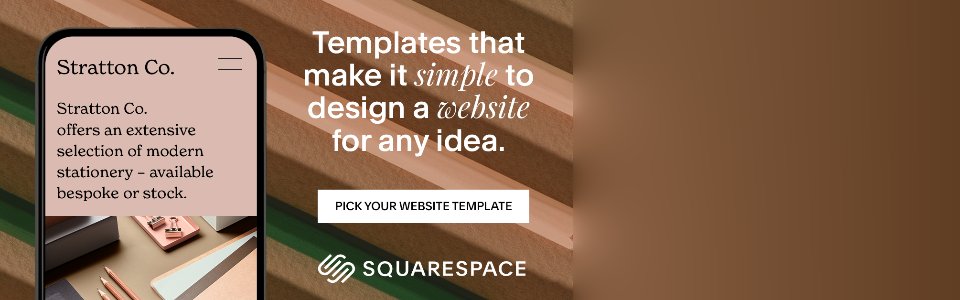 Stratton Co.
Stratton Co.
offers an extensive
selection of modern
stationery – available
bespoke or stock.
Templates that
make it simple to
design a website
for any idea.
PICK YOUR WEBSITE TEMPLATE
SQUARESPACE